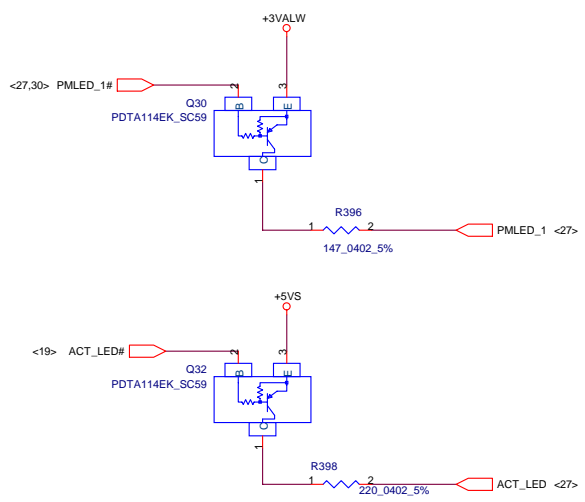 +3VALW
<27,30> PMLED_1#
2
3
Q30
B
E
PDTA114EK_SC59
C
1
R396
1
2
PMLED_1 <27>
147_0402_5%
+5VS
<19> ACT_LED#
2
3
Q32
B
E
PDTA114EK_SC59
C
1
R398
1
2
ACT_LED <27>
220_0402_5%